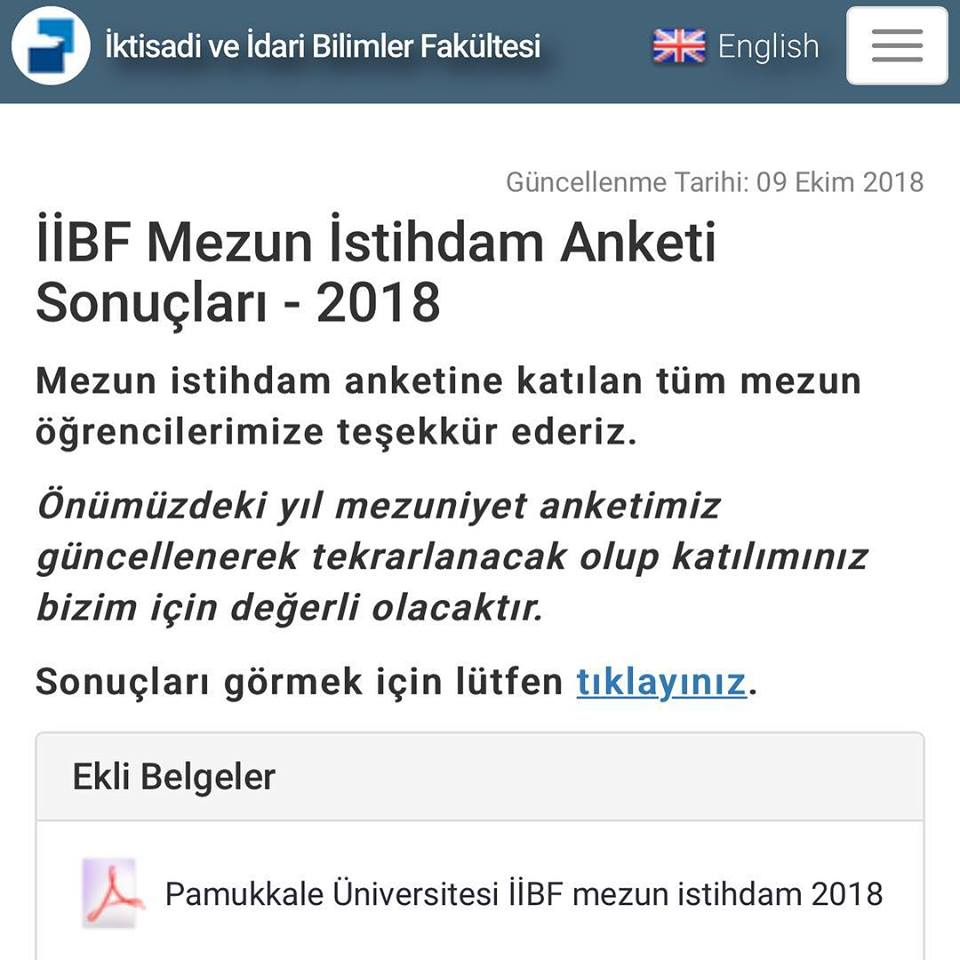 İktisadi ve İdari Bilimler Fakültesi English
Güncellenme Tarihi: 09 Ekim 2018
İİBF Mezun İstihdam Anketi
Sonuçları - 2018
Mezun istihdam anketine katılan tüm mezun
öğrencilerimize teşekkür ederiz.
Önümüzdeki yıl mezuniyet anketimiz
güncellenerek tekrarlanacak olup katılımınız
bizim için değerli olacaktır.
Sonuçları görmek için lütfen tıklayınız.
Ekli Belgeler
Pamukkale Üniversitesi İİBF mezun istihdam 2018